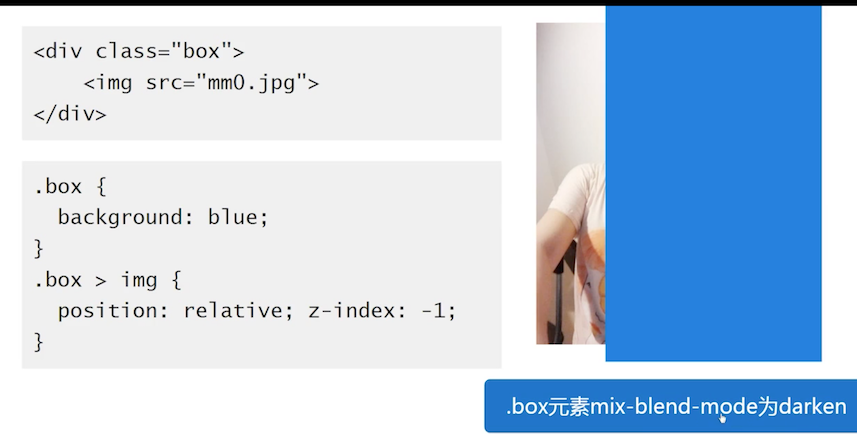 <div class="box">
    <img src="mm0.jpg">
</div>
.box {
  background: blue;
}
.box > img {
  position: relative; z-index: -1;
}
.box元素mix-blend-mode为darken